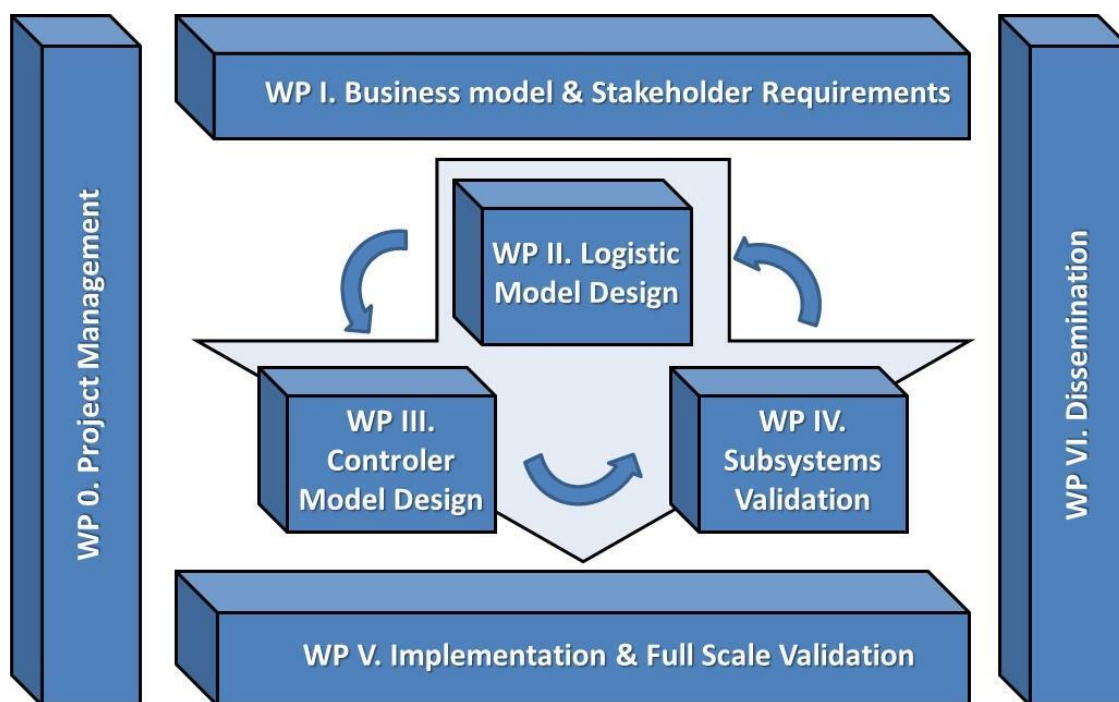 WP 0. Project Management
WP I. Business model & Stakeholder Requirements
WP II. Logistic
Model Design
WP III.
Controler
Model Design
WP IV.
Subsystems
Validation
WP V. Implementation & Full Scale Validation
WP VI. Dissemination